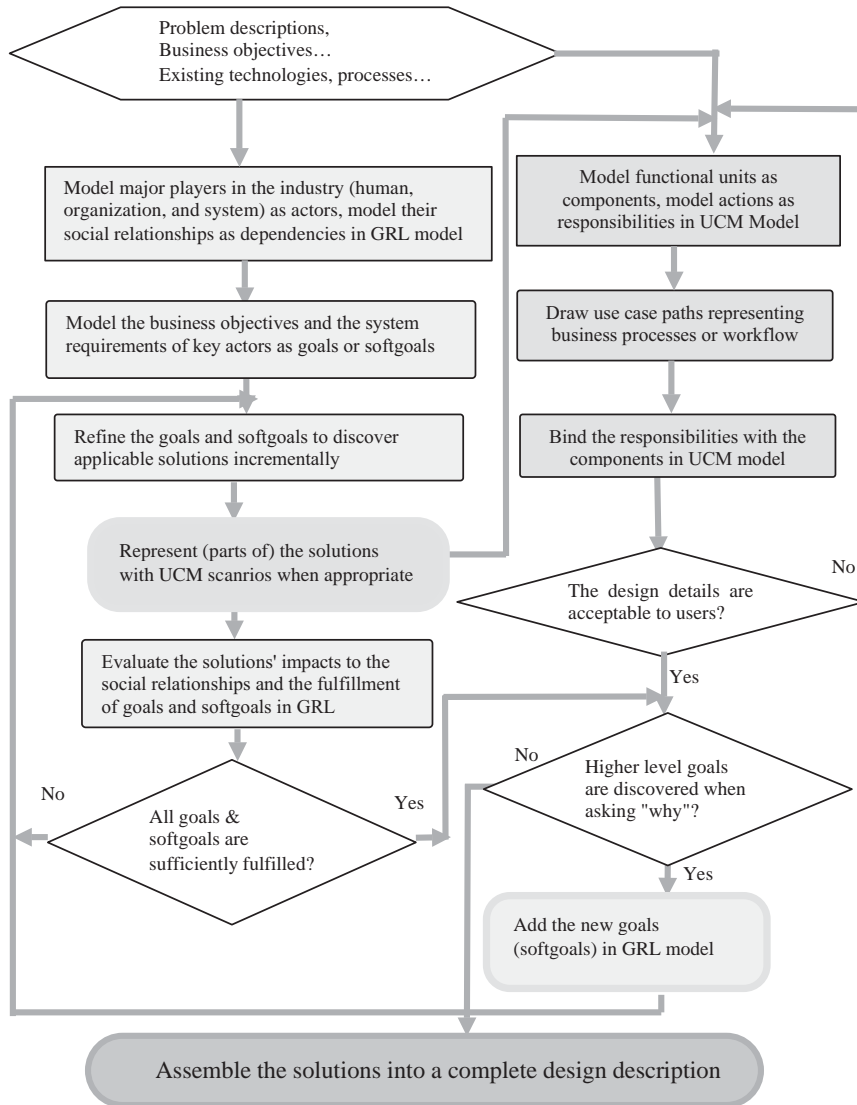 Problem descriptions,
Business objectives…
Existing technologies, processes…
Model major players in the industry (human,
organization, and system) as actors, model their
social relationships as dependencies in GRL model
Model the business objectives and the system
requirements of key actors as goals or softgoals
Refine the goals and softgoals to discover
applicable solutions incrementally
Represent (parts of) the solutions
with UCM scanrios when appropriate
Evaluate the solutions' impacts to the
social relationships and the fulfillment
of goals and softgoals in GRL
No
All goals &
softgoals are
sufficiently fulfilled?
Yes
Model functional units as
components, model actions as
responsibilities in UCM Model
Draw use case paths representing
business processes or workflow
Bind the responsibilities with the
components in UCM model
The design details are
acceptable to users?
No
Yes
No
Higher level goals
are discovered when
asking "why"?
Yes
Add the new goals
(softgoals) in GRL model
Assemble the solutions into a complete design description